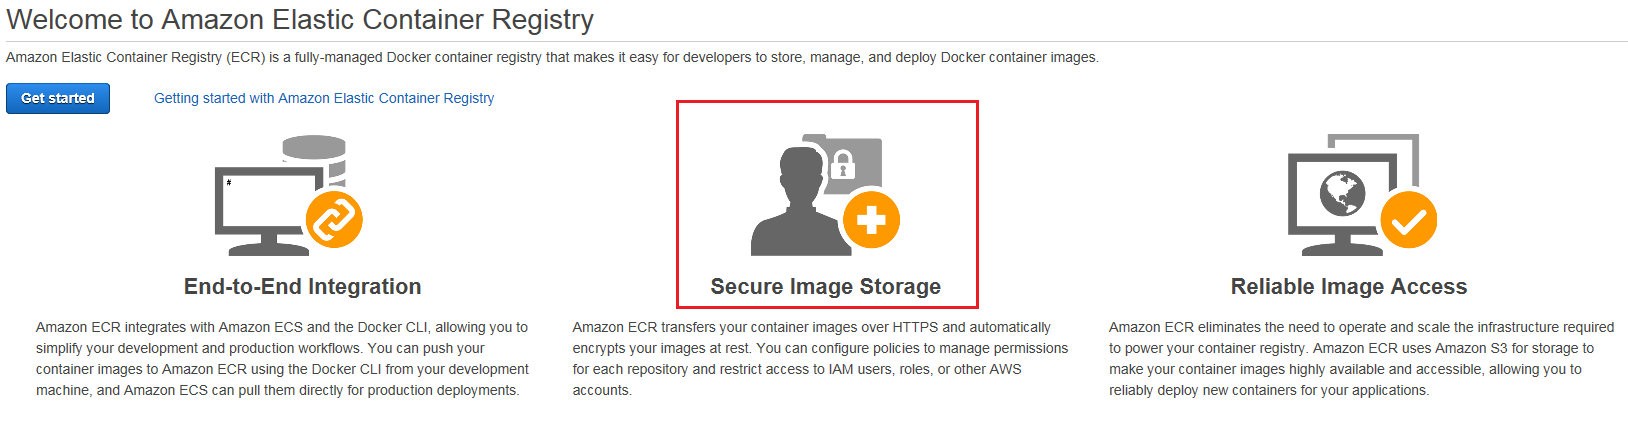 Welcome to Amazon Elastic Container Registry
Amazon Elastic Container Registry (ECR) is a fully-managed Docker container registry that makes it easy for developers to store, manage, and deploy Docker container images.
Get started
Getting started with Amazon Elastic Container Registry
#
End-to-End Integration
Amazon ECR integrates with Amazon ECS and the Docker CLI, allowing you to
simplify your development and production workflows. You can push your
container images to Amazon ECR using the Docker CLI from your development
machine, and Amazon ECS can pull them directly for production deployments.
Secure Image Storage
Amazon ECR transfers your container images over HTTPS and automatically
encrypts your images at rest. You can configure policies to manage permissions
for each repository and restrict access to IAM users, roles, or other AWS
accounts.
Reliable Image Access
Amazon ECR eliminates the need to operate and scale the infrastructure required
to power your container registry. Amazon ECR uses Amazon S3 for storage to
make your container images highly available and accessible, allowing you to
reliably deploy new containers for your applications.